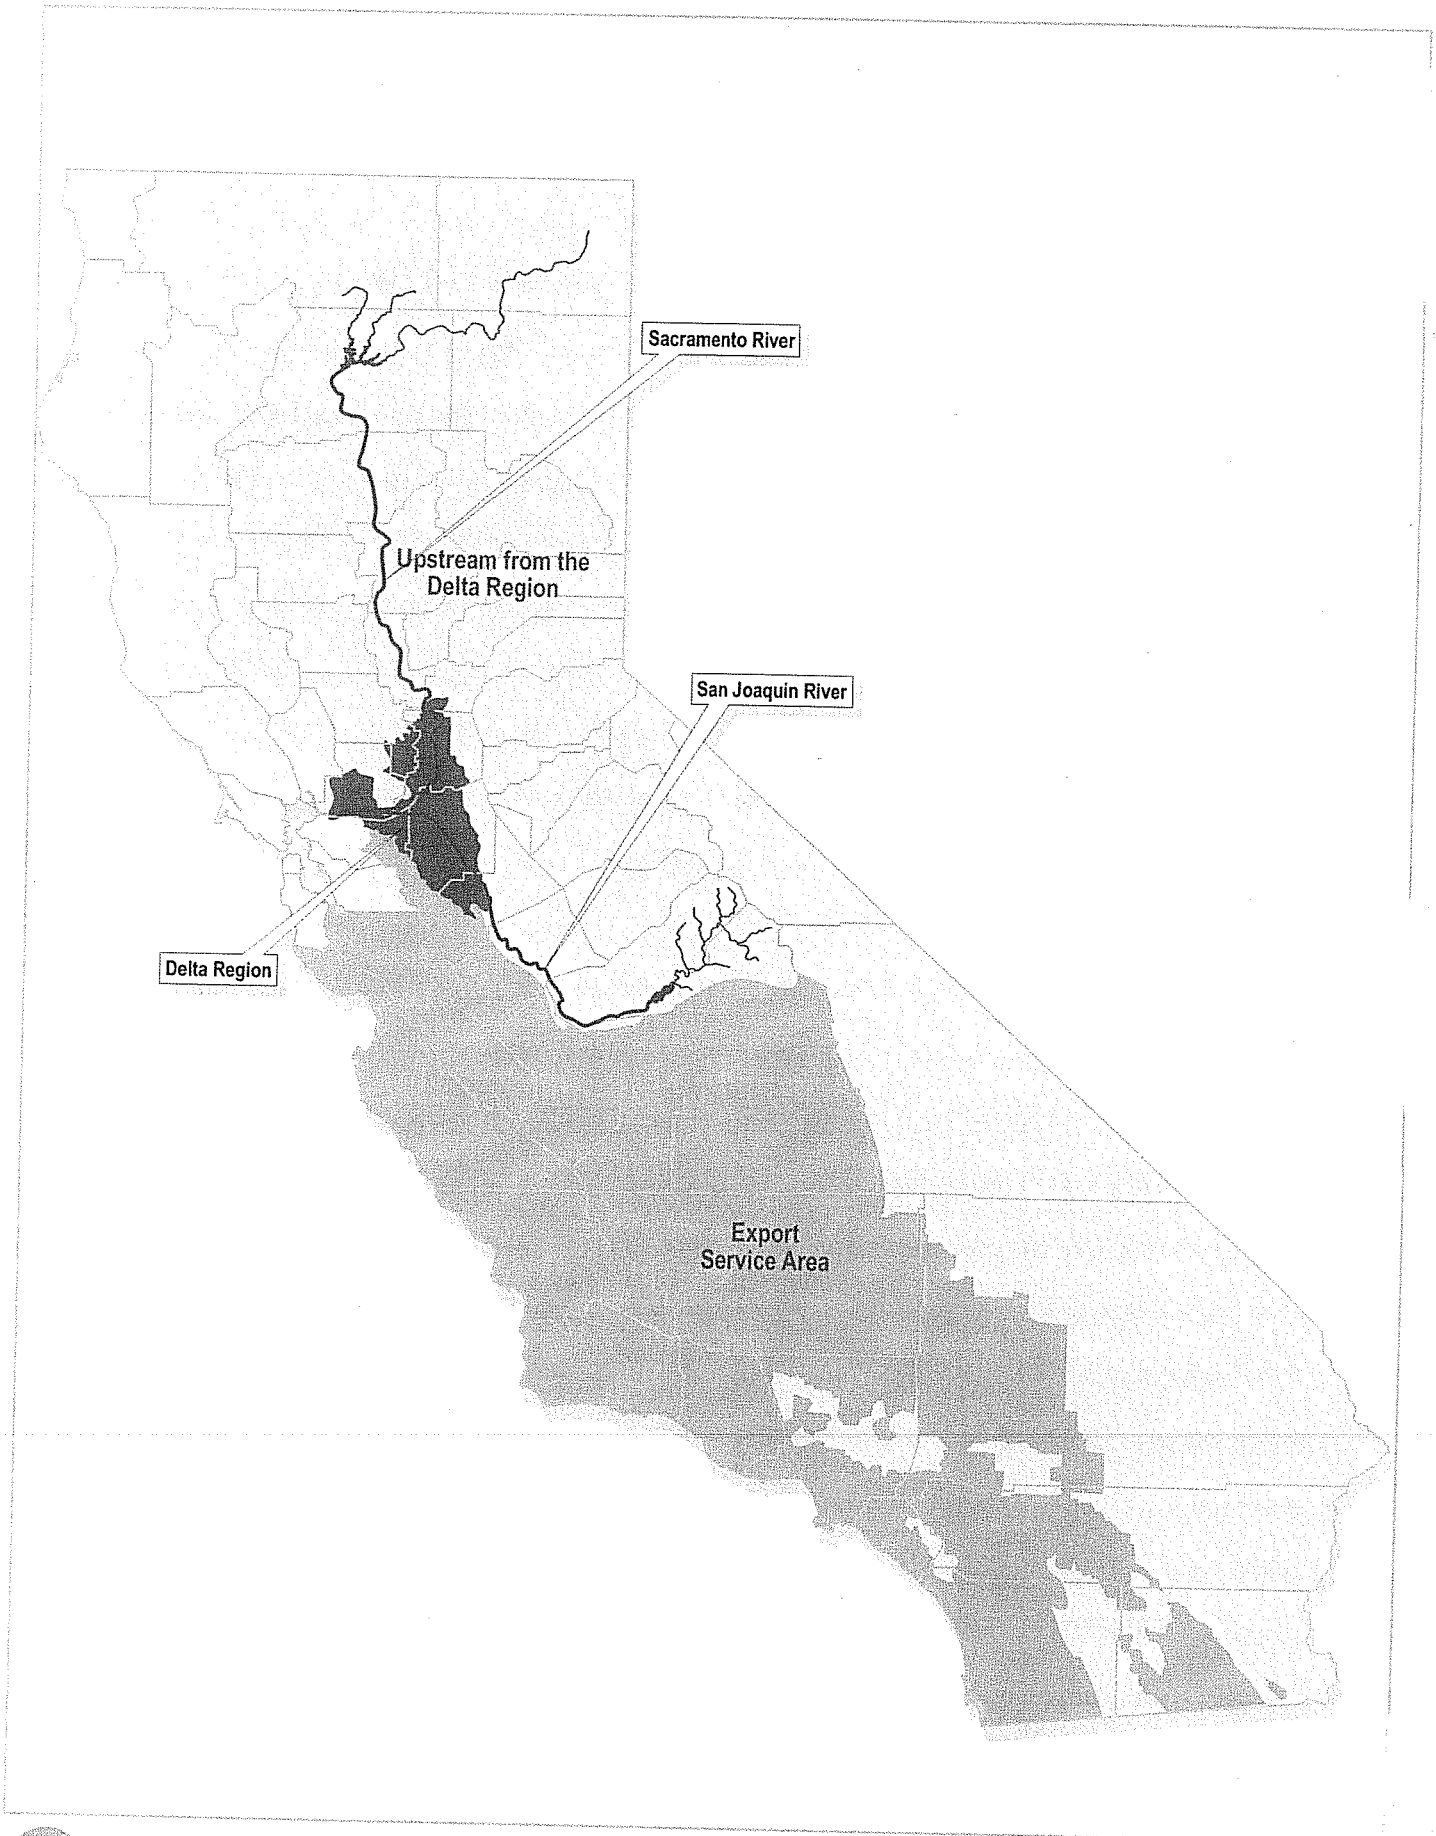 Sacramento River
Upstream from the
Delta Region
San Joaquin River
Delta Region
Export
Service Area